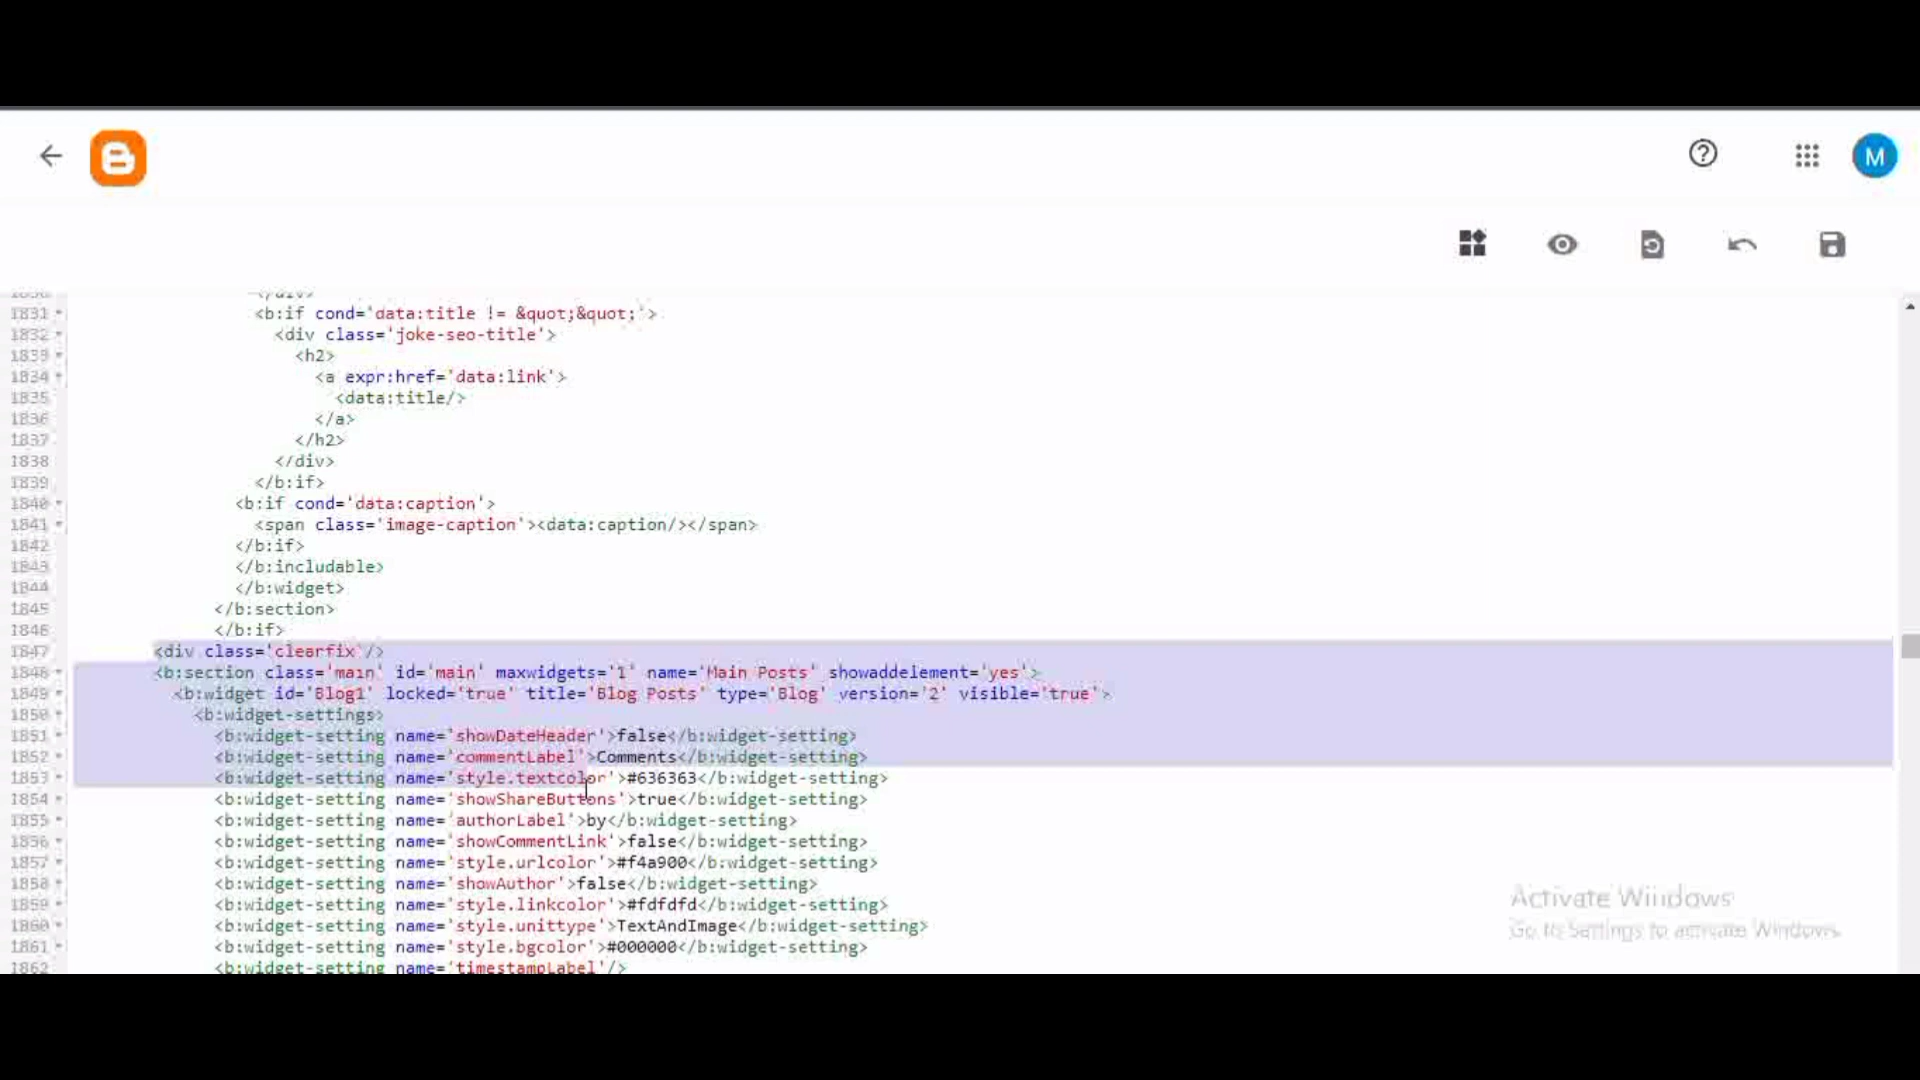 M
</div>
1831 <b:if cond='data:title != &quot;&quot;'>
1832 <div class='joke-seo-title'>
1833 <h2>
1834 <a expr:href='data:link'>
1835 <data:title/>
1836 </a>
1837 </h2>
1838 </div>
1839 </b:if>
1840 <b:if cond='data:caption'>
1841 <span class='image-caption'><data:caption/></span>
1842 </b:if>
1843 </b:includable>
1844 </b:widget>
1845 </b:section>
1846 </b:if>
1847 <div class='clearfix'/>
1848 <b:section class='main' id='main' maxwidgets='1' name='Main Posts' showaddelement='yes'>
1849 <b:widget id='Blog1' locked='true' title='Blog Posts' type='Blog' version='2' visible='true'>
1850 <b:widget-settings>
1851 <b:widget-setting name='showDateHeader'>false</b:widget-setting>
1852 <b:widget-setting name='commentLabel'>Comments</b:widget-setting>
1853 <b:widget-setting name='style.textcolor'>#636363</b:widget-setting>
1854 <b:widget-setting name='showShareButtons'>true</b:widget-setting>
1855 <b:widget-setting name='authorLabel'>by</b:widget-setting>
1856 <b:widget-setting name='showCommentLink'>false</b:widget-setting>
1857 <b:widget-setting name='style.urlcolor'>#f4a900</b:widget-setting>
1858 <b:widget-setting name='showAuthor'>false</b:widget-setting>
1859 <b:widget-setting name='style.linkcolor'>#fdfdfd</b:widget-setting>
1860 <b:widget-setting name='style.unittype'>TextAndImage</b:widget-setting>
1861 <b:widget-setting name='style.bgcolor'>#000000</b:widget-setting>
1862 <b:widget-setting name='timestampLabel'/>
Activate Windows
Go to Settings to activate Windows.